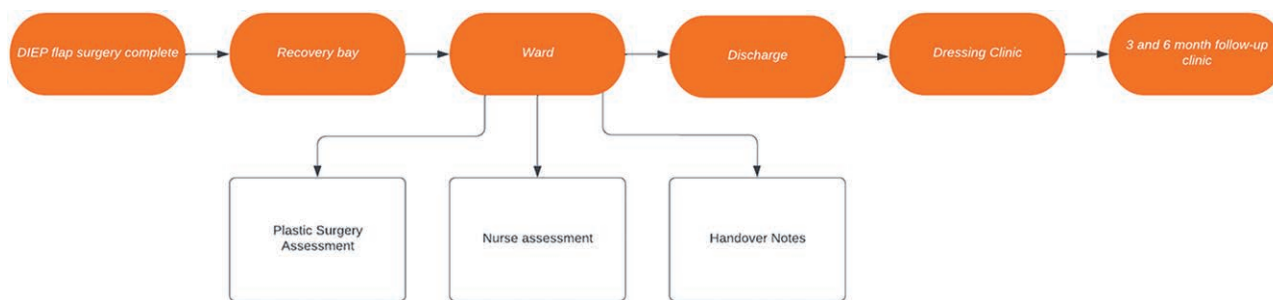 DIEP flap surgery complete
Recovery bay
Ward
Discharge
Dressing Clinic
3 and 6 month follow-up
clinic
Plastic Surgery
Assessment
Nurse assessment
Handover Notes